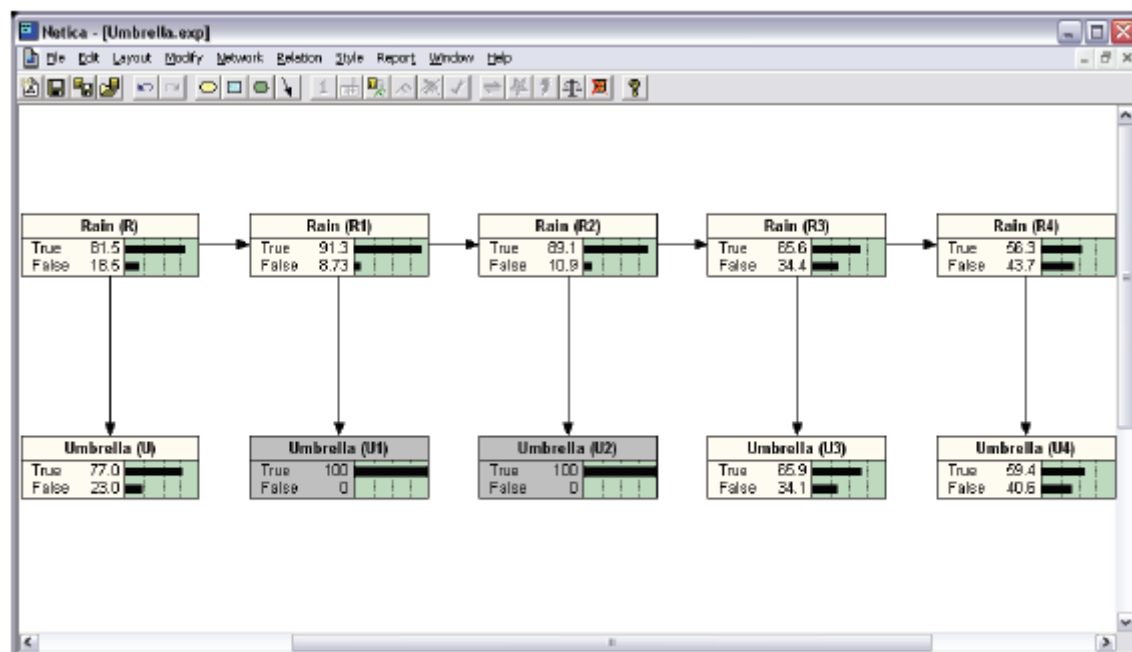 Netica - [Umbrella.exp]
File Edit Layout Modify Network Relation Style Report Window Help
Rain (R)
True 81.5
False 18.5
Rain (R1)
True 91.3
False 8.73
Rain (R2)
True 89.1
False 10.9
Rain (R3)
True 65.6
False 34.4
Rain (R4)
True 56.3
False 43.7
Umbrella (U)
True 77.0
False 23.0
Umbrella (U1)
True 100
False 0
Umbrella (U2)
True 100
False 0
Umbrella (U3)
True 65.9
False 34.1
Umbrella (U4)
True 59.4
False 40.6